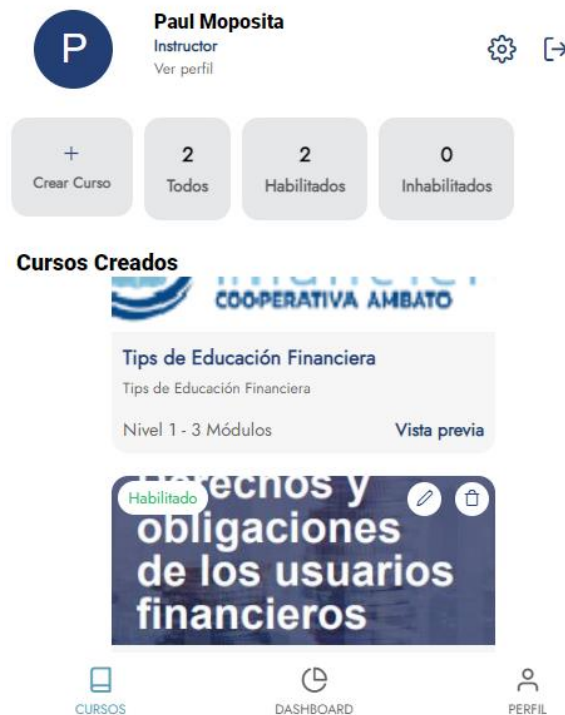 P
Paul Moposita
Instructor
Ver perfil
+
Crear Curso
2
Todos
2
Habilitados
0
Inhabilitados
Cursos Creados
COOPERATIVA AMBATO
Tips de Educación Financiera
Tips de Educación Financiera
Nivel 1 - 3 Módulos
Vista previa
Habilitado
Derechos y
obligaciones
de los usuarios
financieros
CURSOS
DASHBOARD
PERFIL